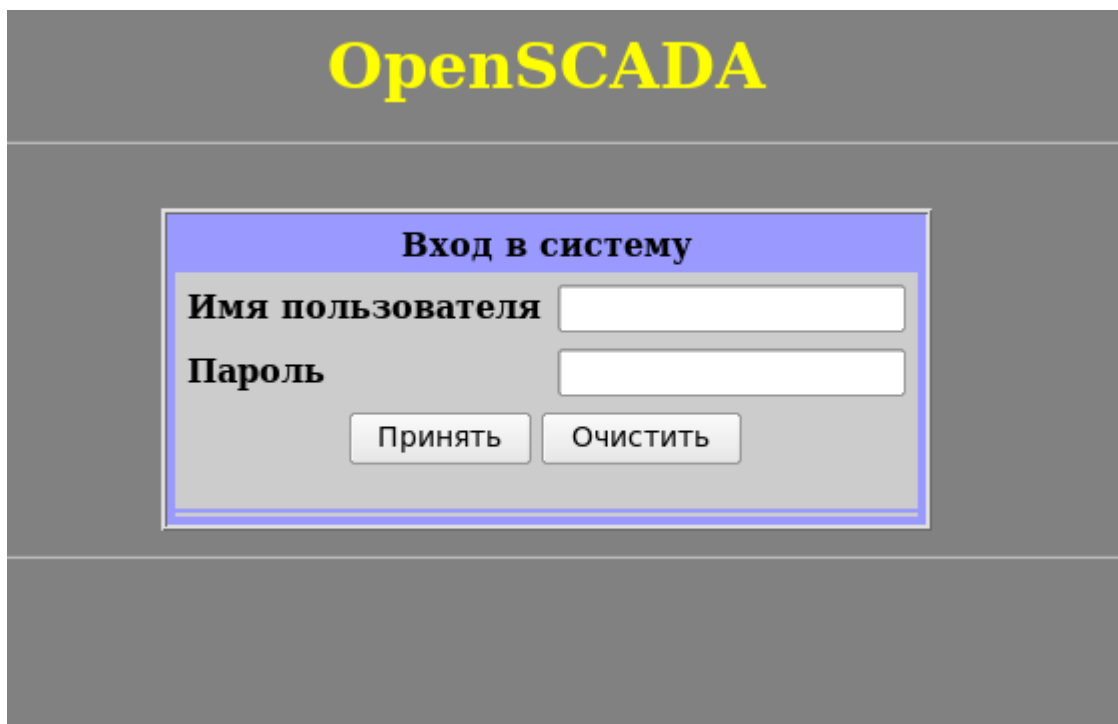 OpenSCADA
Вход в систему
Имя пользователя
Пароль
Принять Очистить